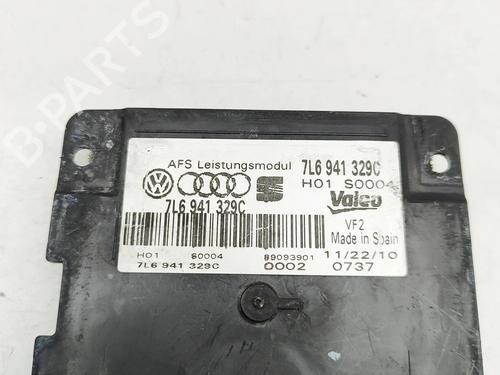 AFS Leistungsmodul 7L6 941 329C
H01 S0004
7L6 941 329C
Valeo
VF2
Made in Spain
H01 S0004 89093901 11/22/10
7L6 941 329C 0002 0737
B-PARTS